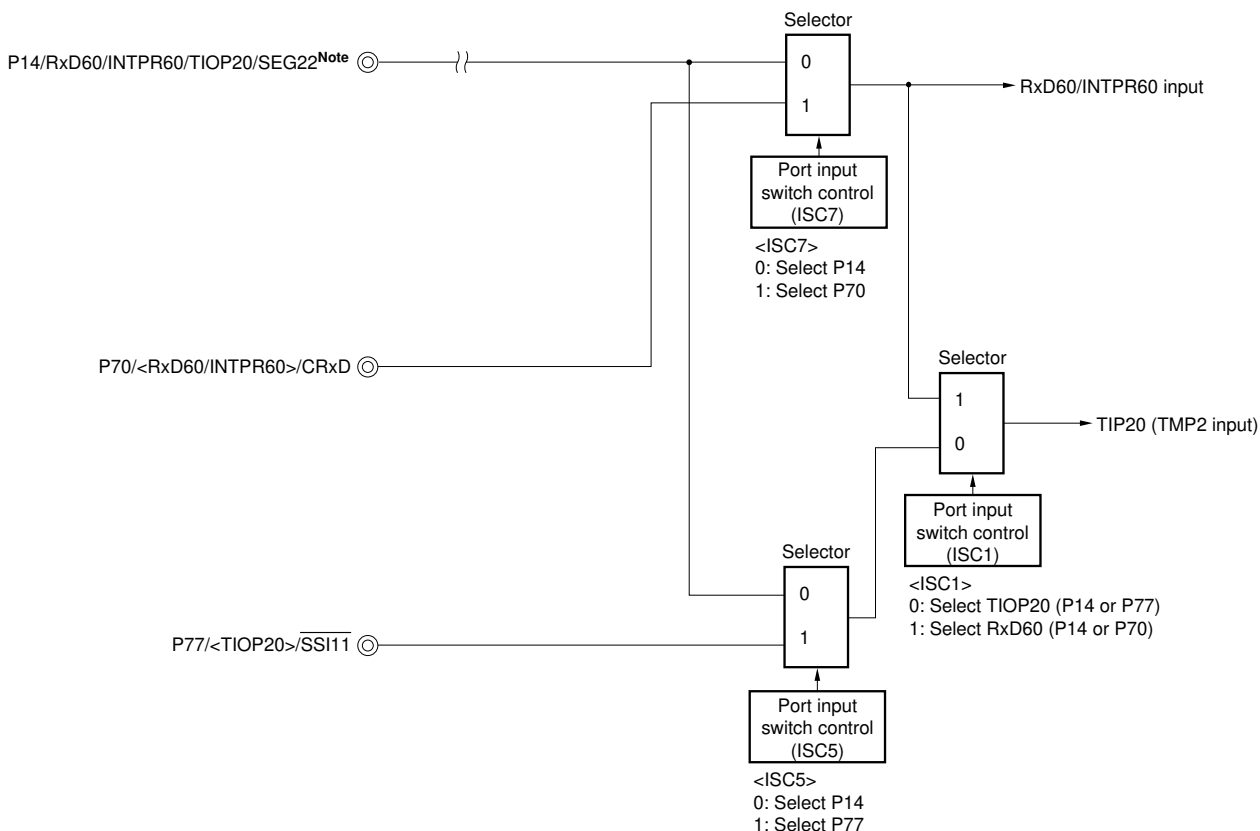 Selector
P14/RxD60/INTPR60/TIOP20/SEG22Note
0
1
RxD60/INTPR60 input
Port input
switch control
(ISC7)
<ISC7>
0: Select P14
1: Select P70
P70/<RxD60/INTPR60>/CRxD
Selector
1
0
TIP20 (TMP2 input)
Port input
switch control
(ISC1)
<ISC1>
0: Select TIOP20 (P14 or P77)
1: Select RxD60 (P14 or P70)
Selector
0
1
P77/<TIOP20>/SSI11
Port input
switch control
(ISC5)
<ISC5>
0: Select P14
1: Select P77